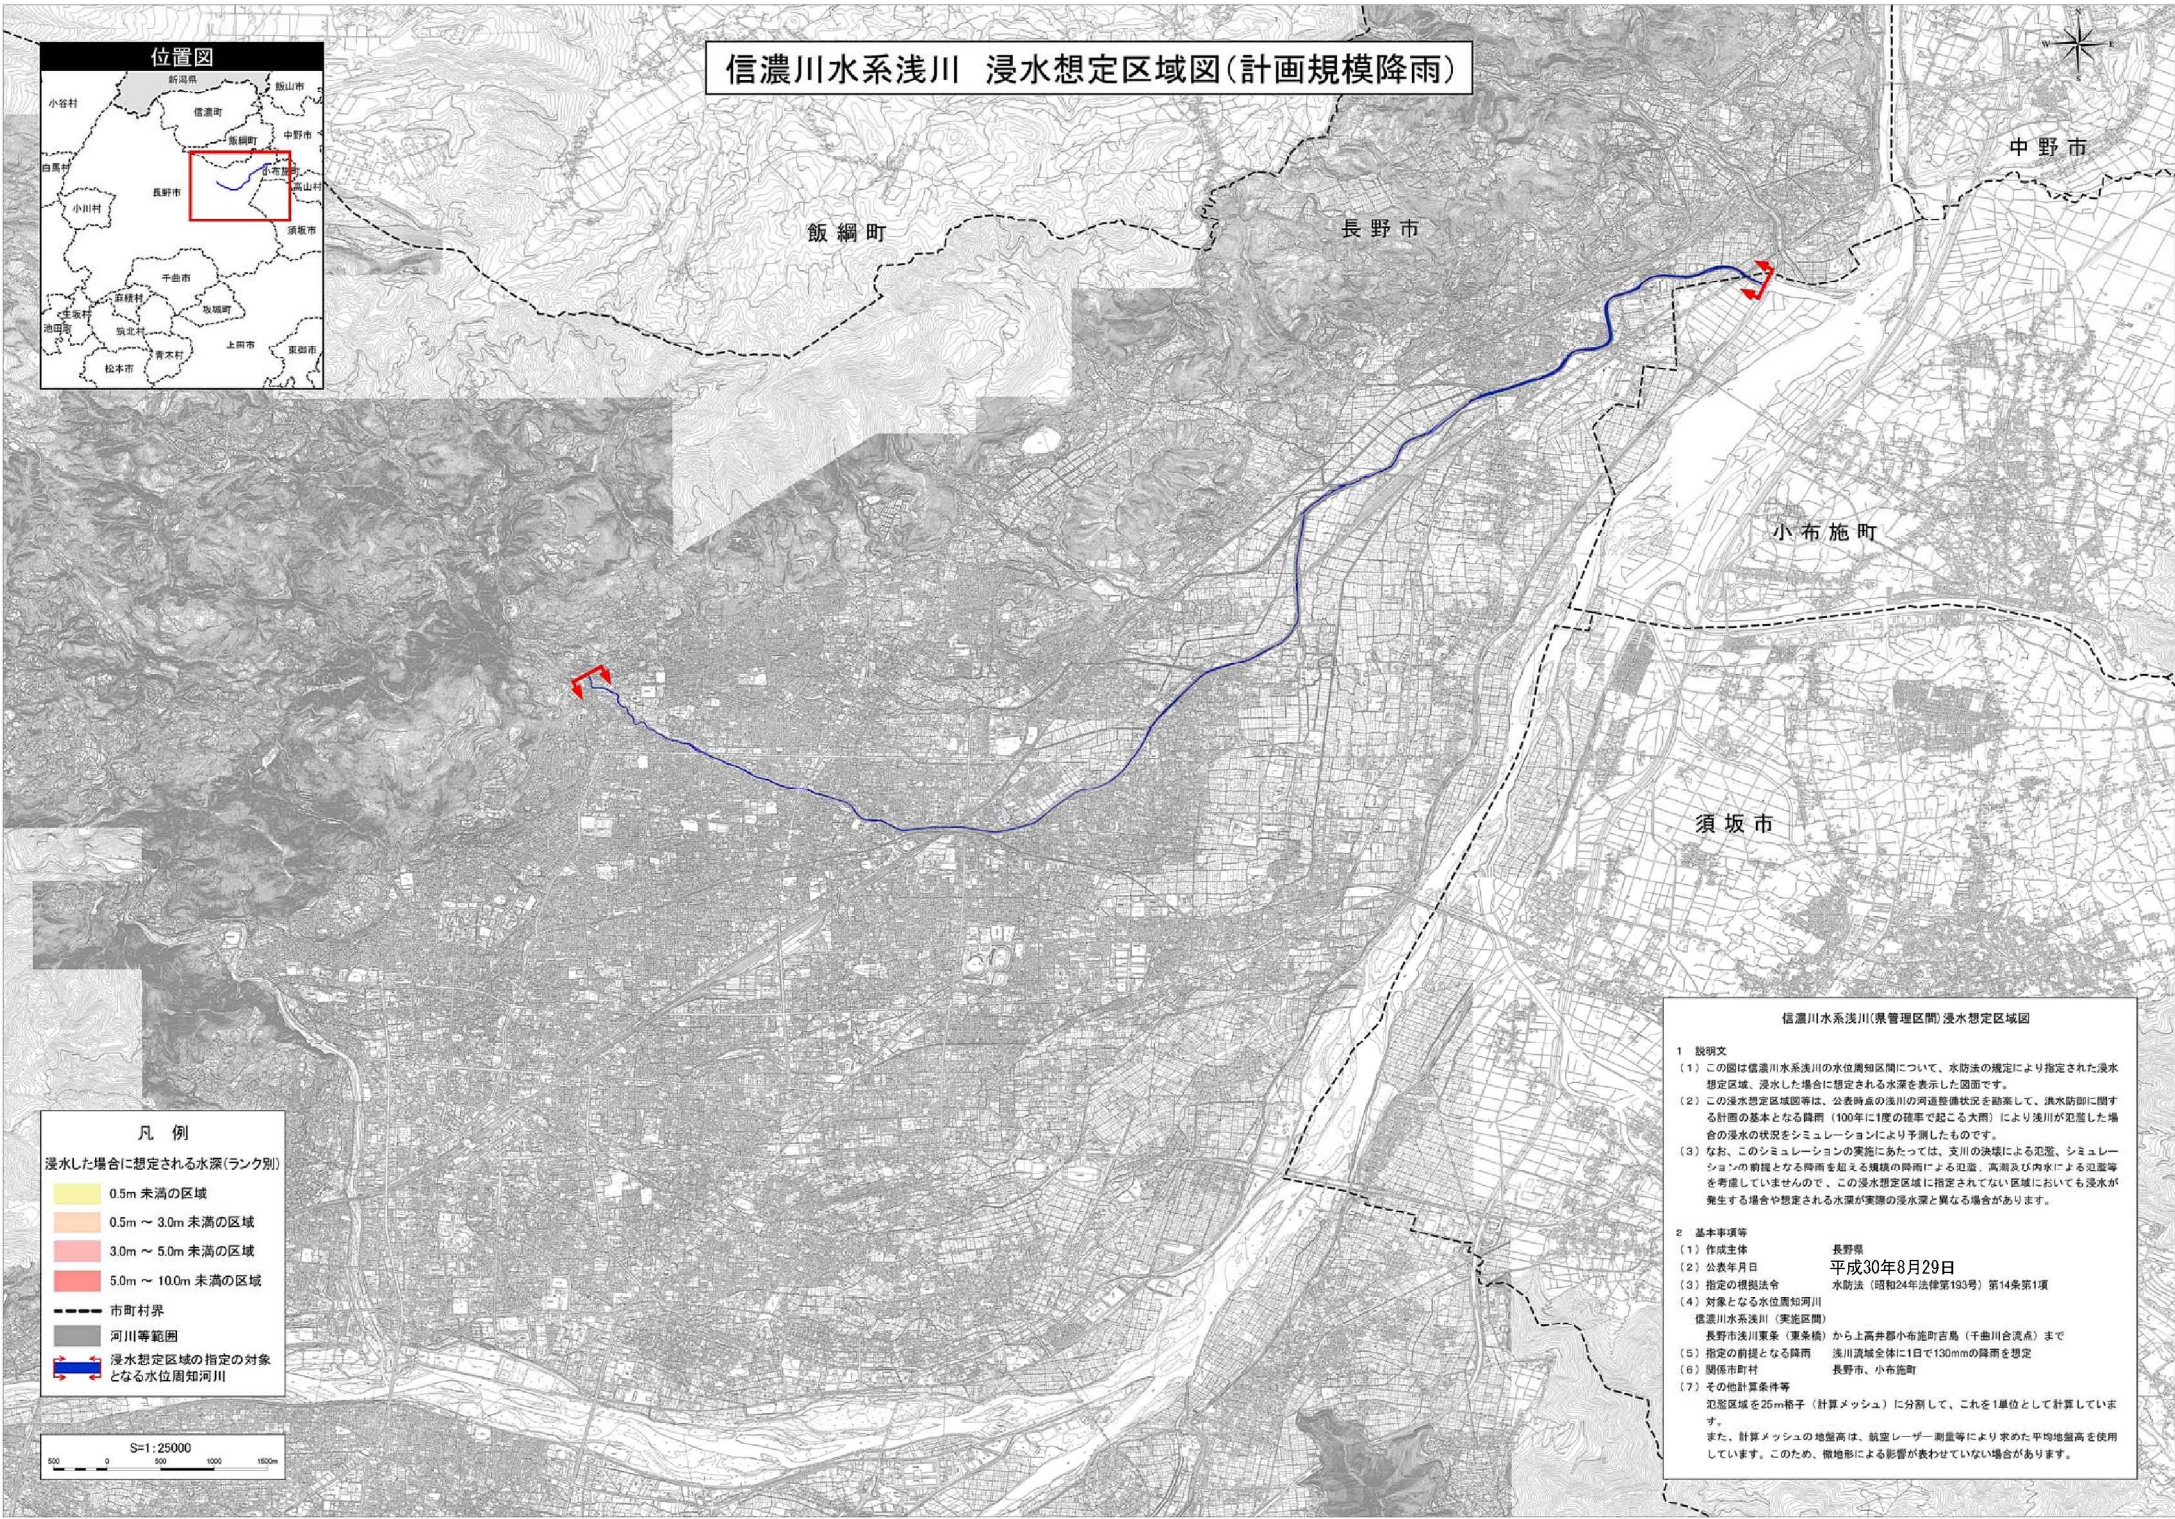 信濃川水系浅川　浸水想定区域図(計画規模降雨)
位置図
新潟県
小谷村
信濃町
飯山市
飯綱町
中野市
白馬村
小布施町
長野市
高山村
小川村
須坂市
千曲市
麻績村
生坂村
坂城町
池田町
筑北村
上田市
青木村
東御市
松本市
N
W
E
S
中野市
飯綱町
長野市
小布施町
須坂市
凡　例
浸水した場合に想定される水深(ランク別)
0.5m 未満の区域
0.5m ～ 3.0m 未満の区域
3.0m ～ 5.0m 未満の区域
5.0m ～ 10.0m 未満の区域
市町村界
河川等範囲
浸水想定区域の指定の対象
となる水位周知河川
S=1:25000
500 0 500 1000 1500m
信濃川水系浅川(県管理区間)浸水想定区域図
1　説明文
(1) この図は信濃川水系浅川の水位周知区間について、水防法の規定により指定された浸水
想定区域、浸水した場合に想定される水深を表示した図面です。
(2) この浸水想定区域図等は、公表時点の浅川の河道整備状況を勘案して、洪水防御に関す
る計画の基本となる降雨（100年に1度の確率で起こる大雨）により浅川が氾濫した場
合の浸水の状況をシミュレーションにより予測したものです。
(3) なお、このシミュレーションの実施にあたっては、支川の決壊による氾濫、シミュレー
ションの前提となる降雨を超える規模の降雨による氾濫、高潮及び内水による氾濫等
を考慮していませんので、この浸水想定区域に指定されてない区域においても浸水が
発生する場合や想定される水深が実際の浸水深と異なる場合があります。
2　基本事項等
(1) 作成主体　長野県
(2) 公表年月日　平成30年8月29日
(3) 指定の根拠法令　水防法（昭和24年法律第193号）第14条第1項
(4) 対象となる水位周知河川
信濃川水系浅川（実施区間）
長野市浅川東条（東条橋）から上高井郡小布施町吉島（千曲川合流点）まで
(5) 指定の前提となる降雨　浅川流域全体に1日で130mmの降雨を想定
(6) 関係市町村　長野市、小布施町
(7) その他計算条件等
氾濫区域を25m格子（計算メッシュ）に分割して、これを1単位として計算していま
す。
また、計算メッシュの地盤高は、航空レーザー測量等により求めた平均地盤高を使用
しています。このため、微地形による影響が表わせていない場合があります。